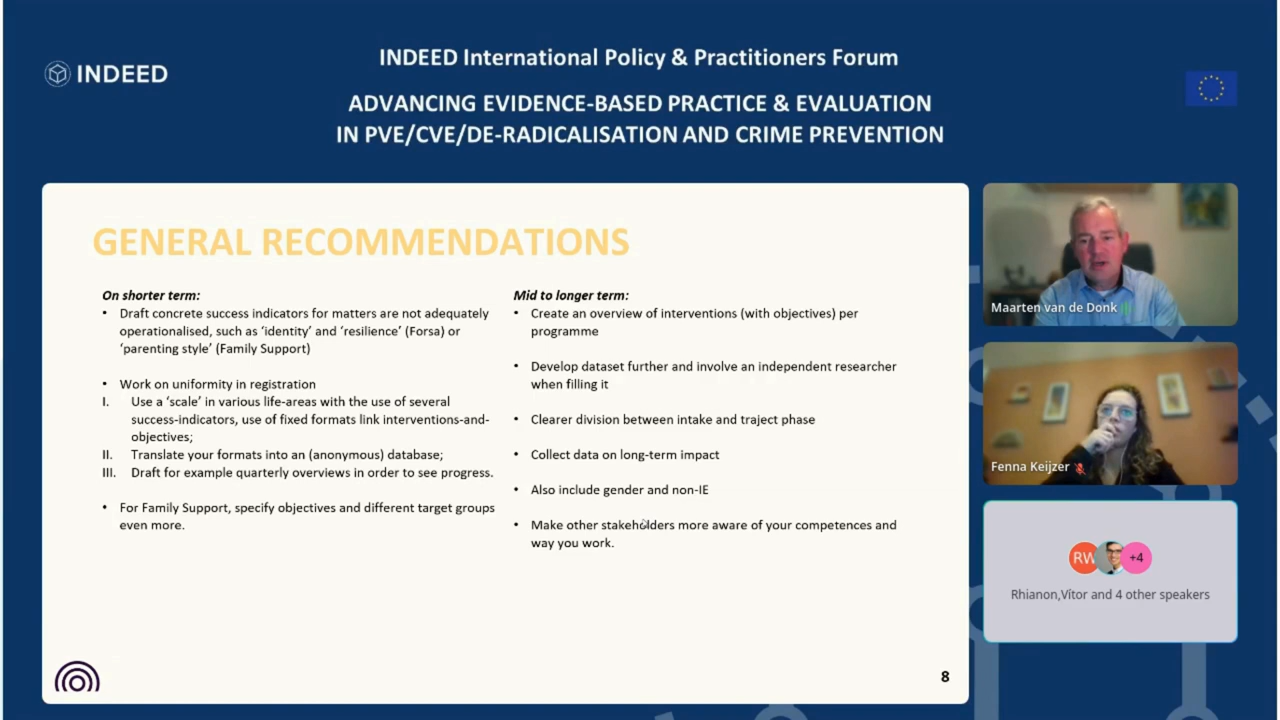 INDEED
INDEED International Policy & Practitioners Forum
ADVANCING EVIDENCE-BASED PRACTICE & EVALUATION
IN PVE/CVE/DE-RADICALISATION AND CRIME PREVENTION
GENERAL RECOMMENDATIONS
On shorter term:
• Draft concrete success indicators for matters are not adequately
operationalised, such as ‘identity’ and ‘resilience’ (Forsa) or
‘parenting style’ (Family Support)
• Work on uniformity in registration
I. Use a ‘scale’ in various life-areas with the use of several
success-indicators, use of fixed formats link interventions-and-
objectives;
II. Translate your formats into an (anonymous) database;
III. Draft for example quarterly overviews in order to see progress.
• For Family Support, specify objectives and different target groups
even more.
Mid to longer term:
• Create an overview of interventions (with objectives) per
programme
• Develop dataset further and involve an independent researcher
when filling it
• Clearer division between intake and traject phase
• Collect data on long-term impact
• Also include gender and non-IE
• Make other stakeholders more aware of your competences and
way you work.
8
Maarten van de Donk
Fenna Keijzer
RW
+4
Rhianon,Vítor and 4 other speakers